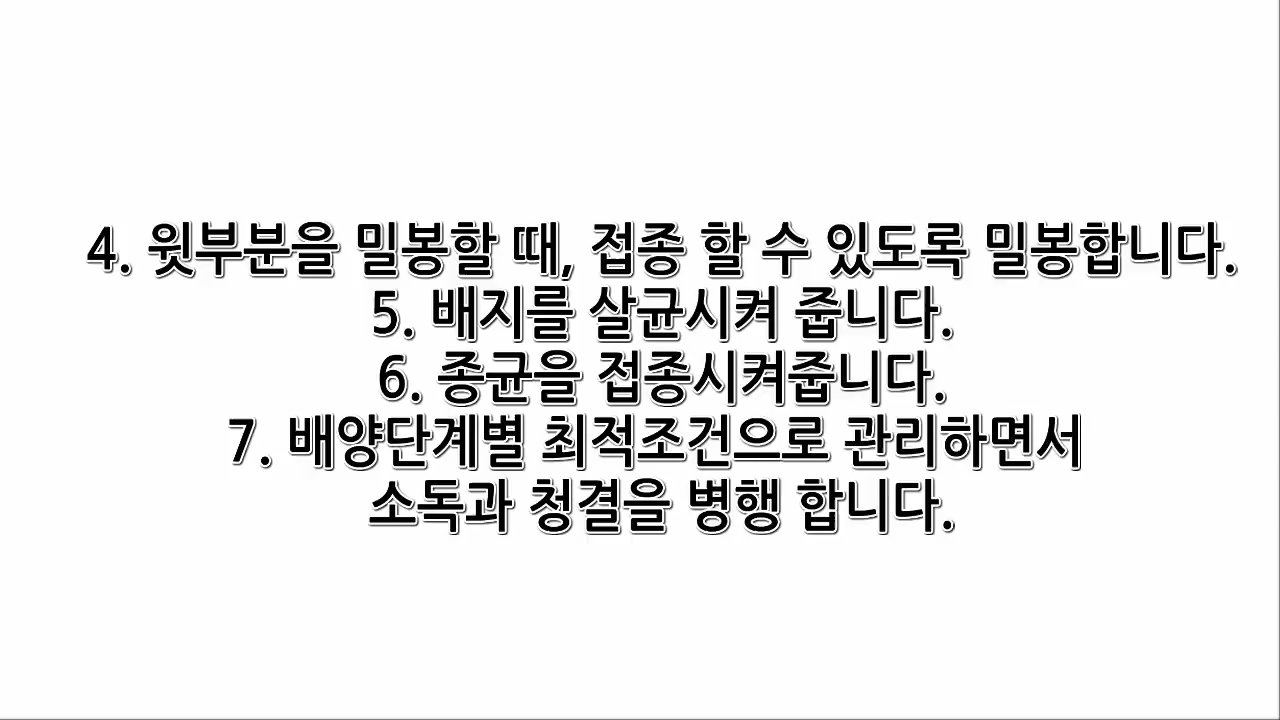 4. 윗부분을 밀봉할 때, 접종 할 수 있도록 밀봉합니다.
5. 배지를 살균시켜 줍니다.
6. 종균을 접종시켜줍니다.
7. 배양단계별 최적조건으로 관리하면서
소독과 청결을 병행 합니다.